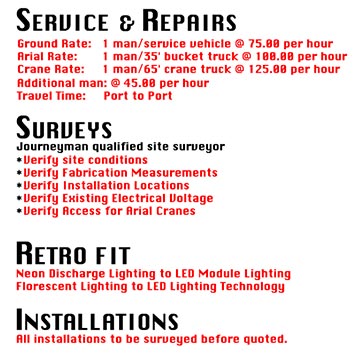 Service & Repairs
Ground Rate: 1 man/service vehicle @ 75.00 per hour
Arial Rate: 1 man/35' bucket truck @ 100.00 per hour
Crane Rate: 1 man/65' crane truck @ 125.00 per hour
Additional man: @ 45.00 per hour
Travel Time: Port to Port
Surveys
Journeyman qualified site surveyor
*Verify site conditions
*Verify Fabrication Measurements
*Verify Installation Locations
*Verify Existing Electrical Voltage
*Verify Access for Arial Cranes
Retro fit
Neon Discharge Lighting to LED Module Lighting
Florescent Lighting to LED Lighting Technology
Installations
All installations to be surveyed before quoted.